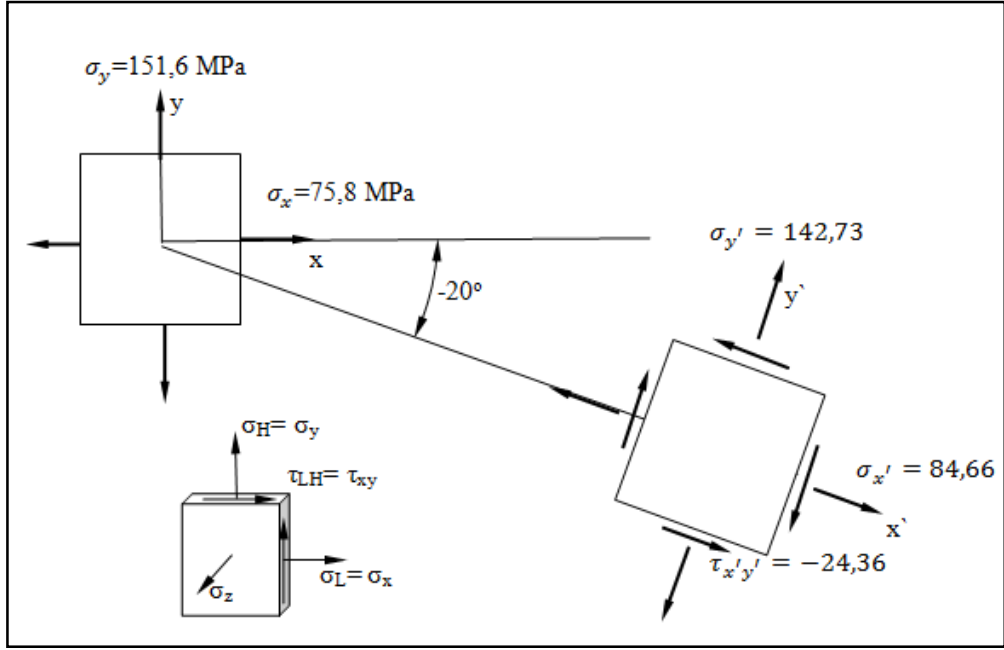 σy=151,6 MPa
y
σx=75,8 MPa
x
-20º
σy′ = 142,73
y`
σx′ = 84,66
x`
τx′y′ = −24,36
σH= σy
τLH= τxy
σL= σx
σz